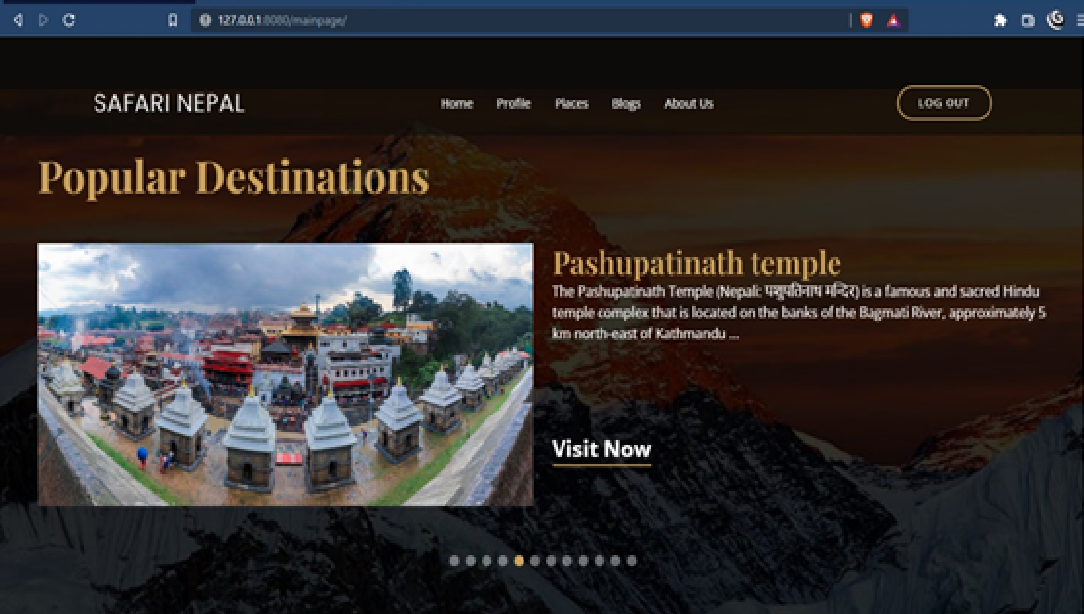 127.0.0.1:8080/mainpage/
SAFARI NEPAL
Home Profile Places Blogs About Us
LOG OUT
Popular Destinations
Pashupatinath temple
The Pashupatinath Temple (Nepali: पशुपतिनाथ मन्दिर) is a famous and sacred Hindu
temple complex that is located on the banks of the Bagmati River, approximately 5
km north-east of Kathmandu ...
Visit Now